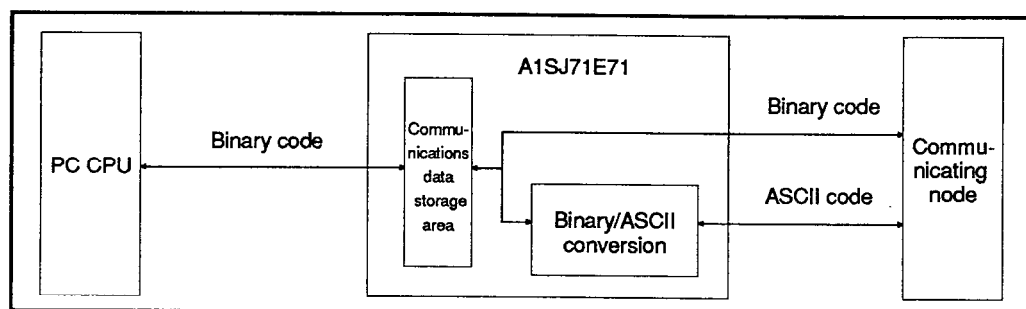 A1SJ71E71
PC CPU
Binary code
Commu-
nications
data
storage
area
Binary/ASCII
conversion
Binary code
ASCII code
Commu-
nicating
node